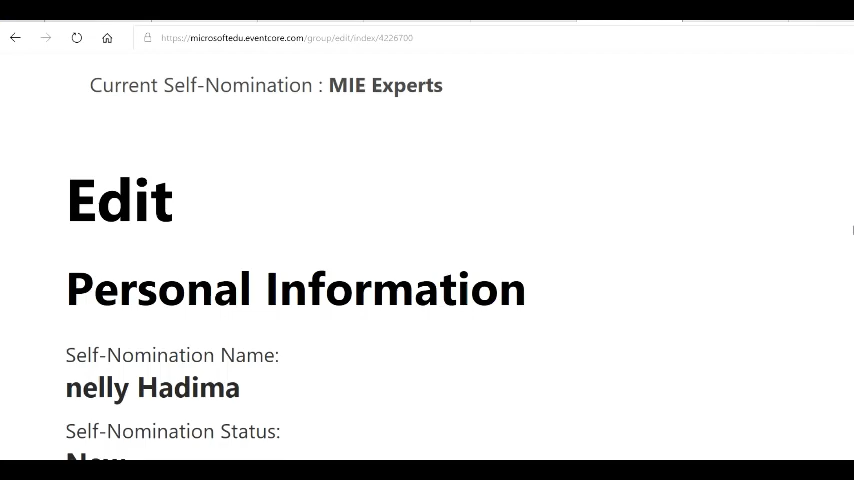 https://microsoftedu.eventcore.com/group/edit/index/4226700
Current Self-Nomination : MIE Experts
Edit
Personal Information
Self-Nomination Name:
nelly Hadima
Self-Nomination Status: